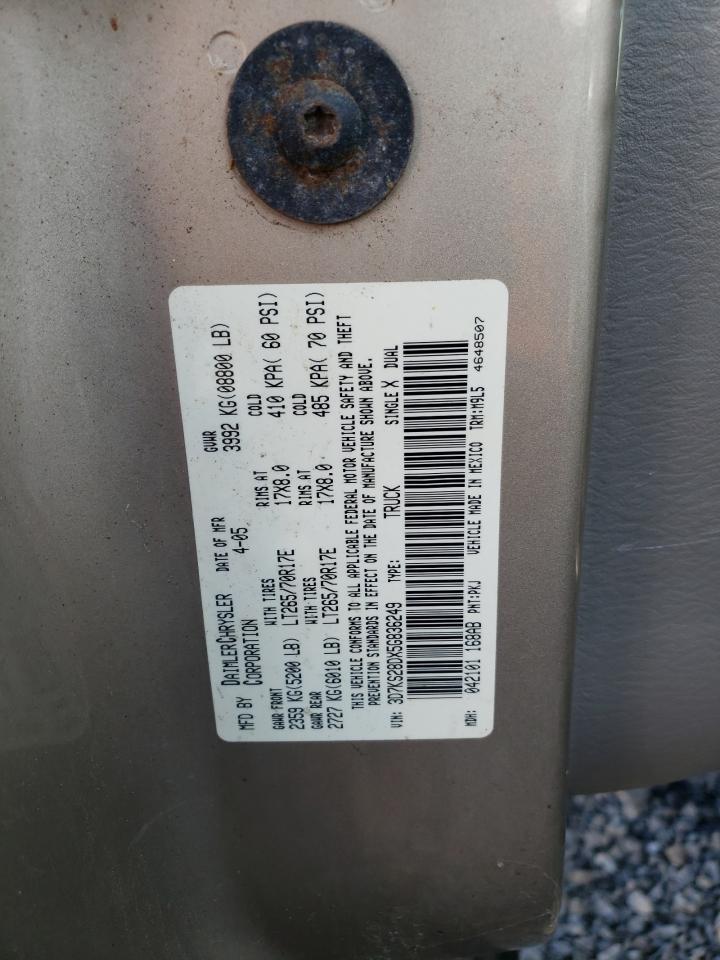 MFD BY DAIMLERCHRYSLER CORPORATION
DATE OF MFR 4-05
GVWR 3992 KG(08800 LB)
GAWR FRONT WITH TIRES RIMS AT COLD
2359 KG(5200 LB) LT265/70R17E 17X8.0 410 KPA( 60 PSI)
GAWR REAR WITH TIRES RIMS AT COLD
2727 KG(6010 LB) LT265/70R17E 17X8.0 485 KPA( 70 PSI)
THIS VEHICLE CONFORMS TO ALL APPLICABLE FEDERAL MOTOR VEHICLE SAFETY AND THEFT
PREVENTION STANDARDS IN EFFECT ON THE DATE OF MANUFACTURE SHOWN ABOVE.
VIN: 3D7KS28DX5G836249 TYPE: TRUCK SINGLE X DUAL
MDH: 042101 168AB PNT:PKJ VEHICLE MADE IN MEXICO TRM:M9L5 4648507